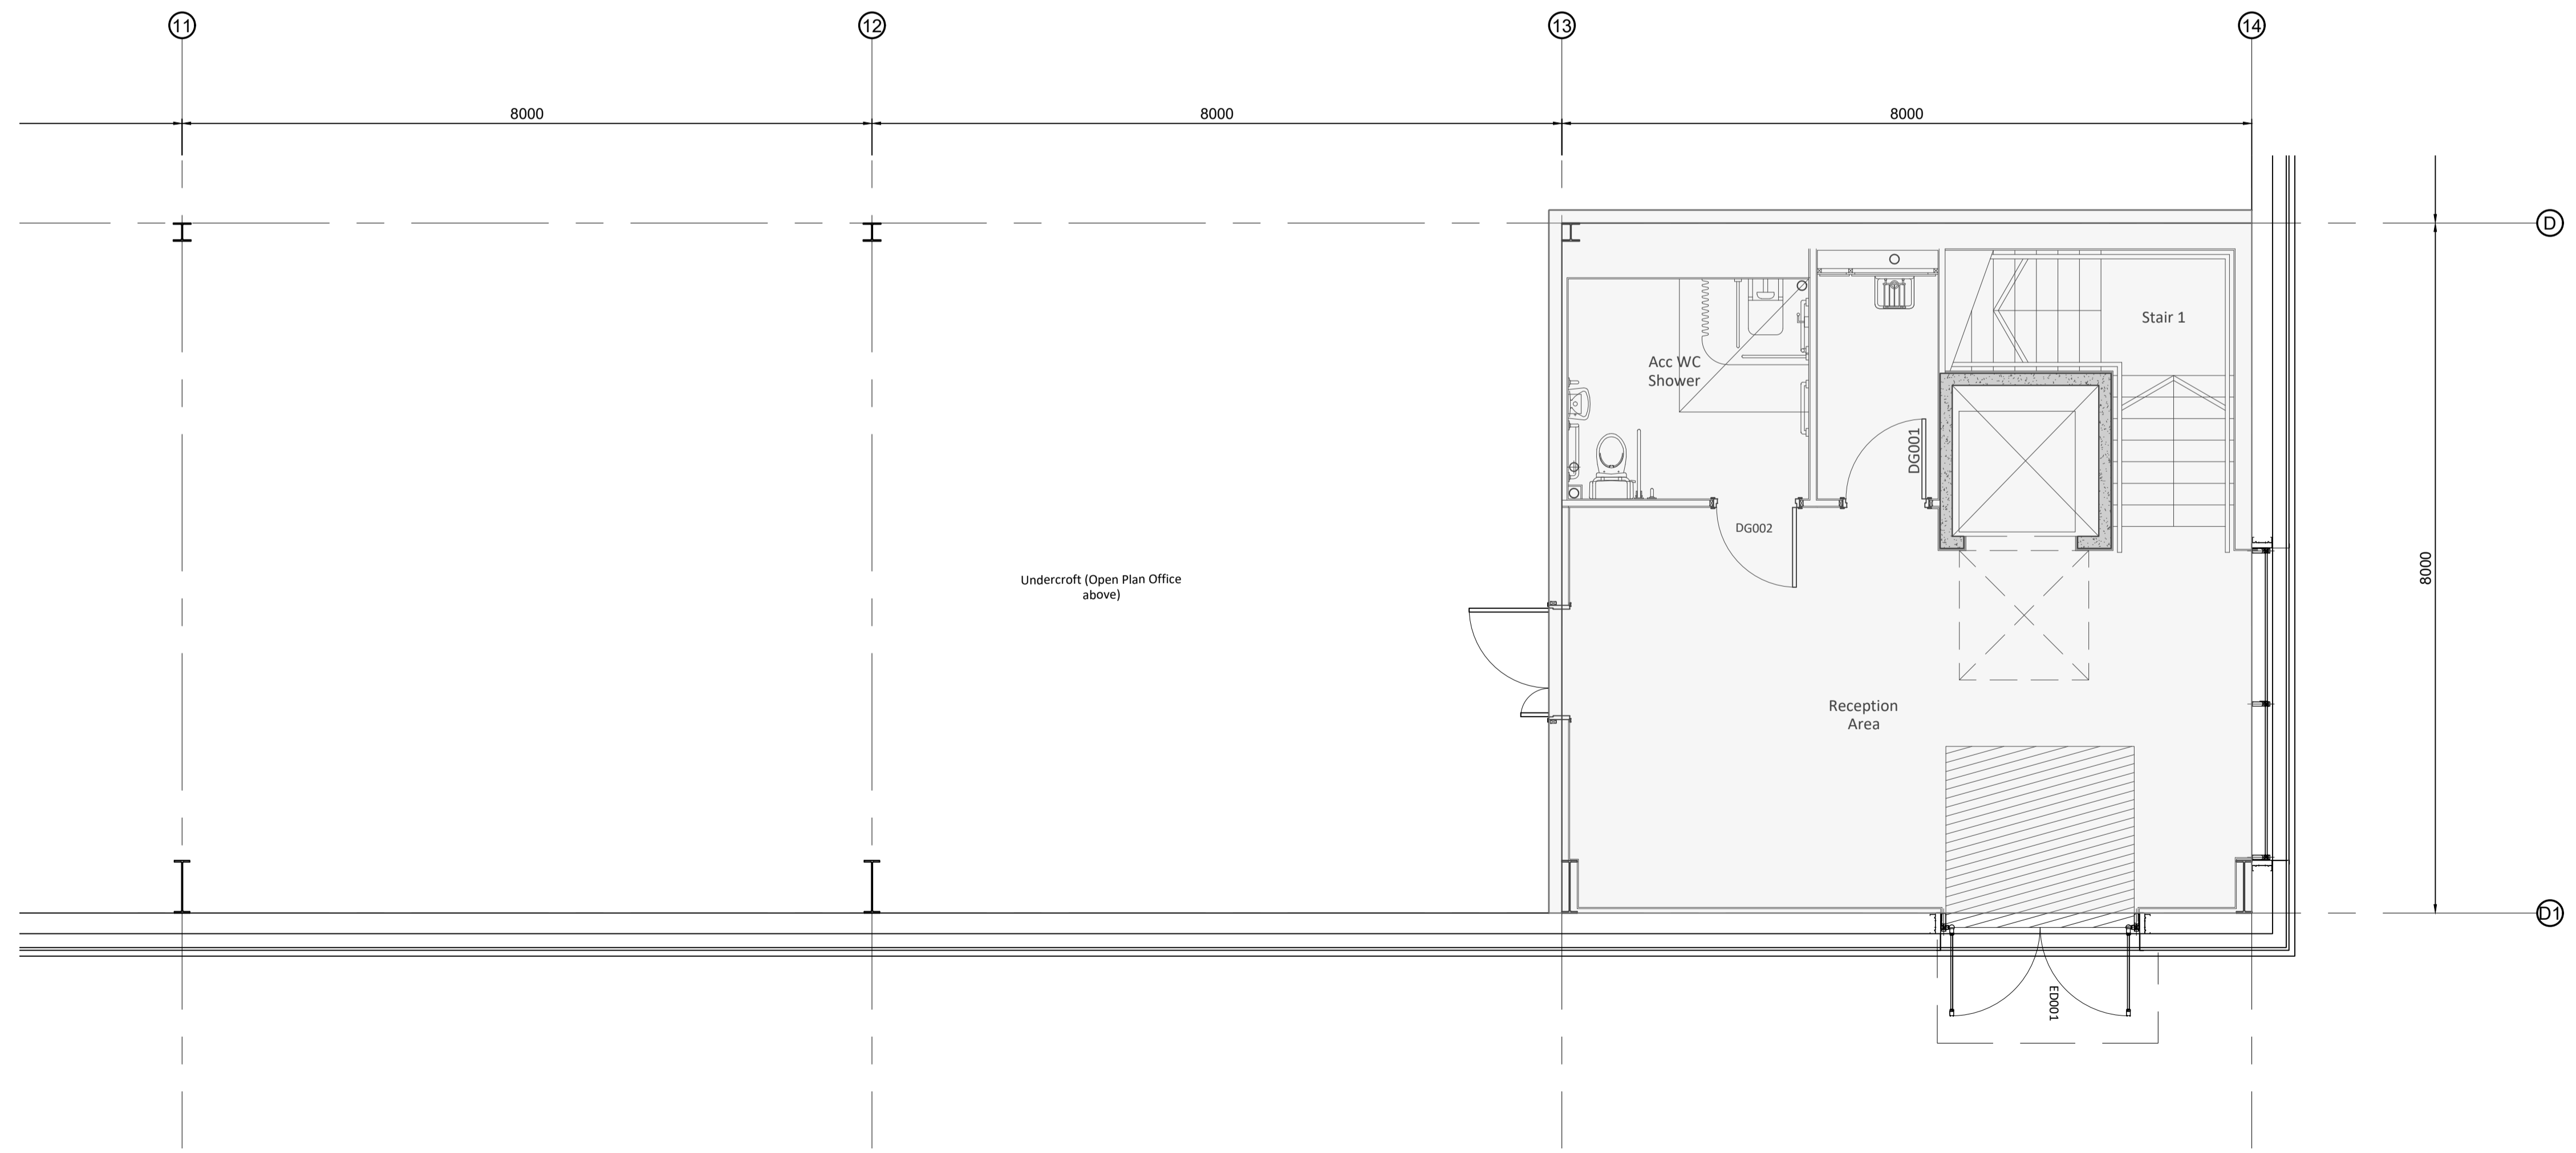 11
12
13
14
8000
8000
8000
D
Stair 1
Acc WC
Shower
DG001
DG002
Undercroft (Open Plan Office
above)
8000
Reception
Area
D1
ED001